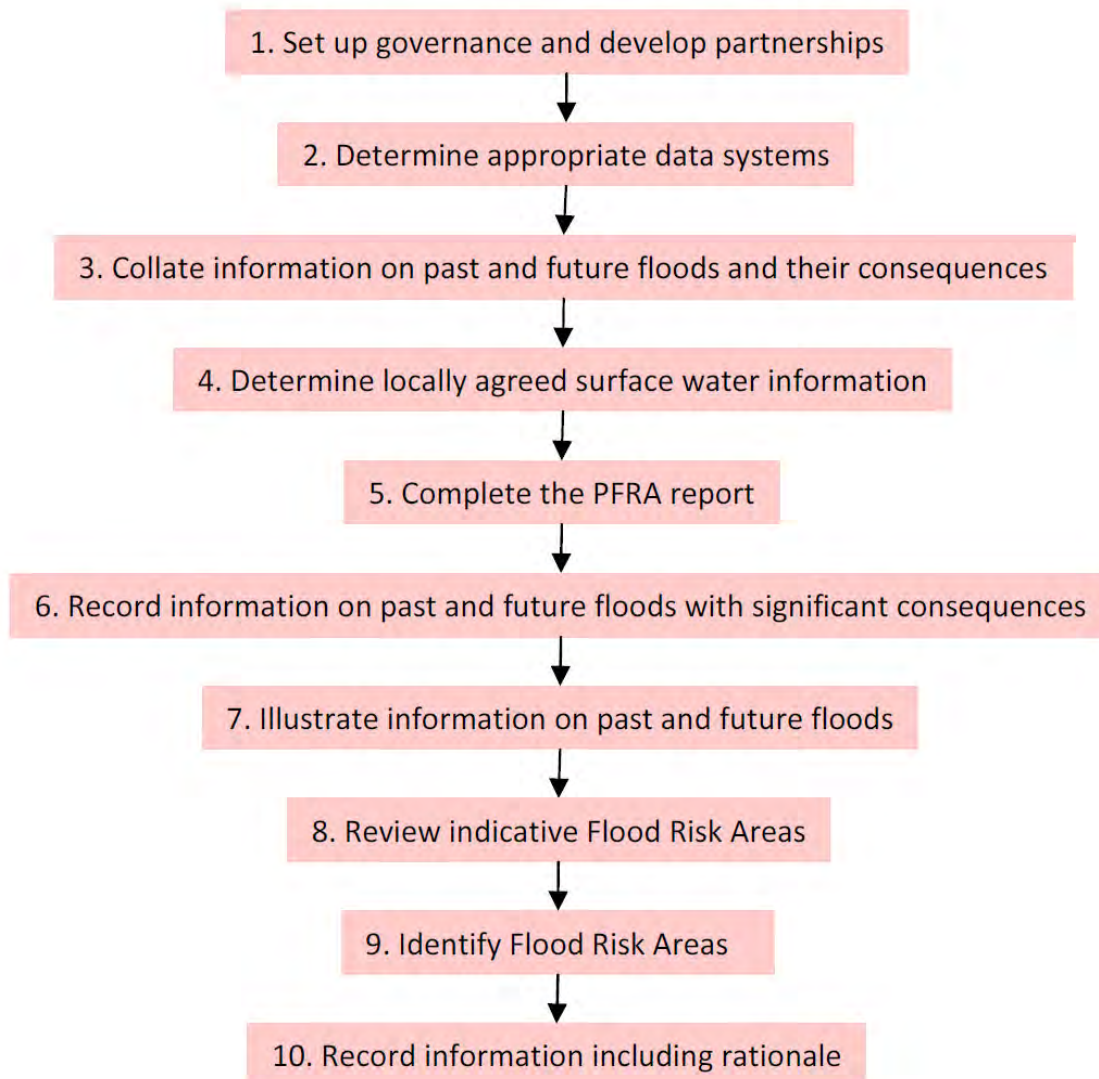 1. Set up governance and develop partnerships
2. Determine appropriate data systems
3. Collate information on past and future floods and their consequences
4. Determine locally agreed surface water information
5. Complete the PFRA report
6. Record information on past and future floods with significant consequences
7. Illustrate information on past and future floods
8. Review indicative Flood Risk Areas
9. Identify Flood Risk Areas
10. Record information including rationale